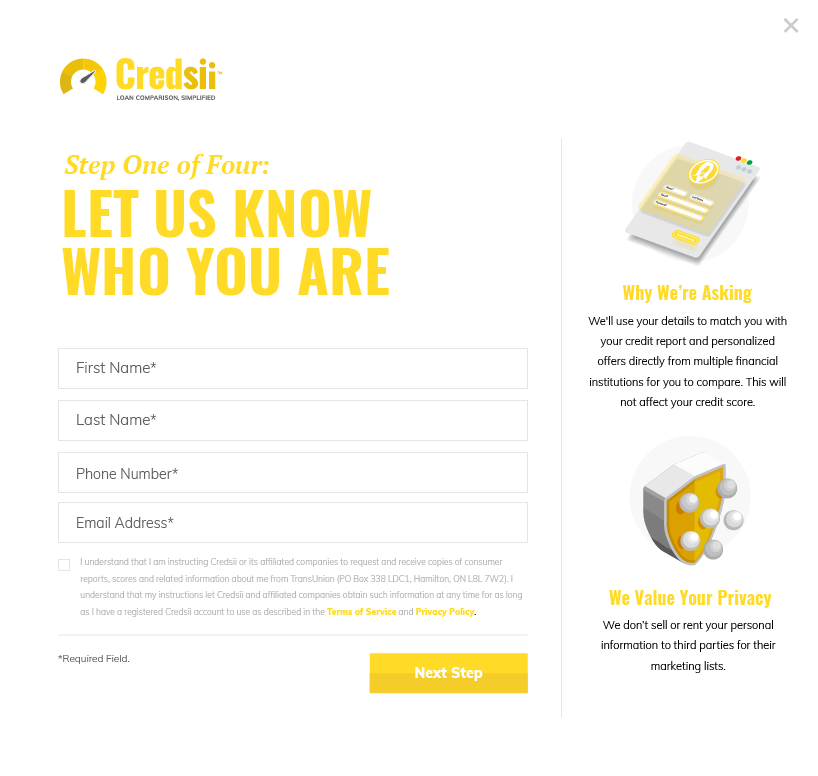 Credsii™
LOAN COMPARISON, SIMPLIFIED
Step One of Four:
LET US KNOW
WHO YOU ARE
First Name*
Last Name*
Phone Number*
Email Address*
I understand that I am instructing Credsii or its affiliated companies to request and receive copies of consumer
reports, scores and related information about me from TransUnion (PO Box 338 LDC1, Hamilton, ON L8L 7W2). I
understand that my instructions let Credsii and affiliated companies obtain such information at any time for as long
as I have a registered Credsii account to use as described in the Terms of Service and Privacy Policy.
*Required Field.
Next Step
Why We’re Asking
We'll use your details to match you with
your credit report and personalized
offers directly from multiple financial
institutions for you to compare. This will
not affect your credit score.
We Value Your Privacy
We don’t sell or rent your personal
information to third parties for their
marketing lists.